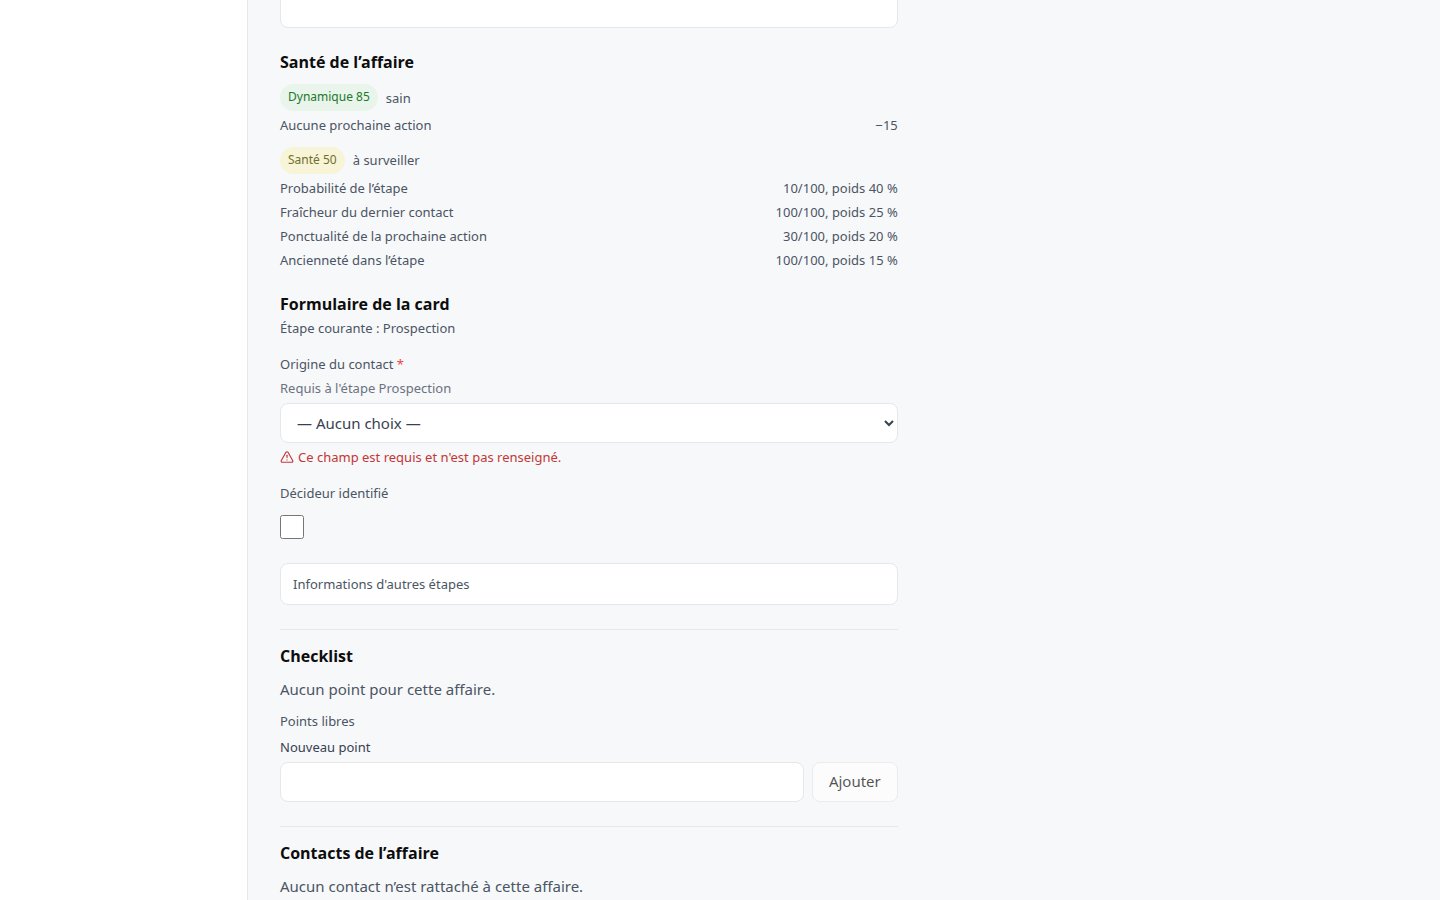 Santé de l’affaire
Dynamique 85 sain
Aucune prochaine action −15
Santé 50 à surveiller
Probabilité de l’étape 10/100, poids 40 %
Fraîcheur du dernier contact 100/100, poids 25 %
Ponctualité de la prochaine action 30/100, poids 20 %
Ancienneté dans l’étape 100/100, poids 15 %
Formulaire de la card
Étape courante : Prospection
Origine du contact *
Requis à l'étape Prospection
— Aucun choix —
Ce champ est requis et n'est pas renseigné.
Décideur identifié
Informations d'autres étapes
Checklist
Aucun point pour cette affaire.
Points libres
Nouveau point
Ajouter
Contacts de l’affaire
Aucun contact n’est rattaché à cette affaire.